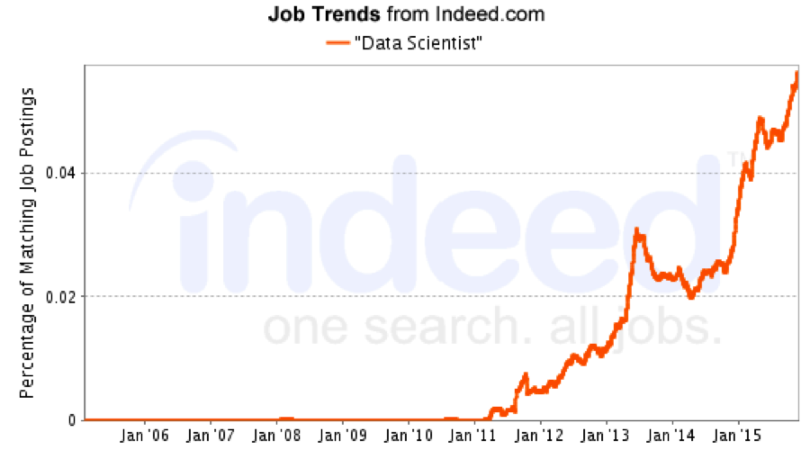 Job Trends from Indeed.com
"Data Scientist"
Percentage of Matching Job Postings
0.04
0.02
0
Jan '06 Jan '07 Jan '08 Jan '09 Jan '10 Jan '11 Jan '12 Jan '13 Jan '14 Jan '15
indeed™
one search. all jobs.